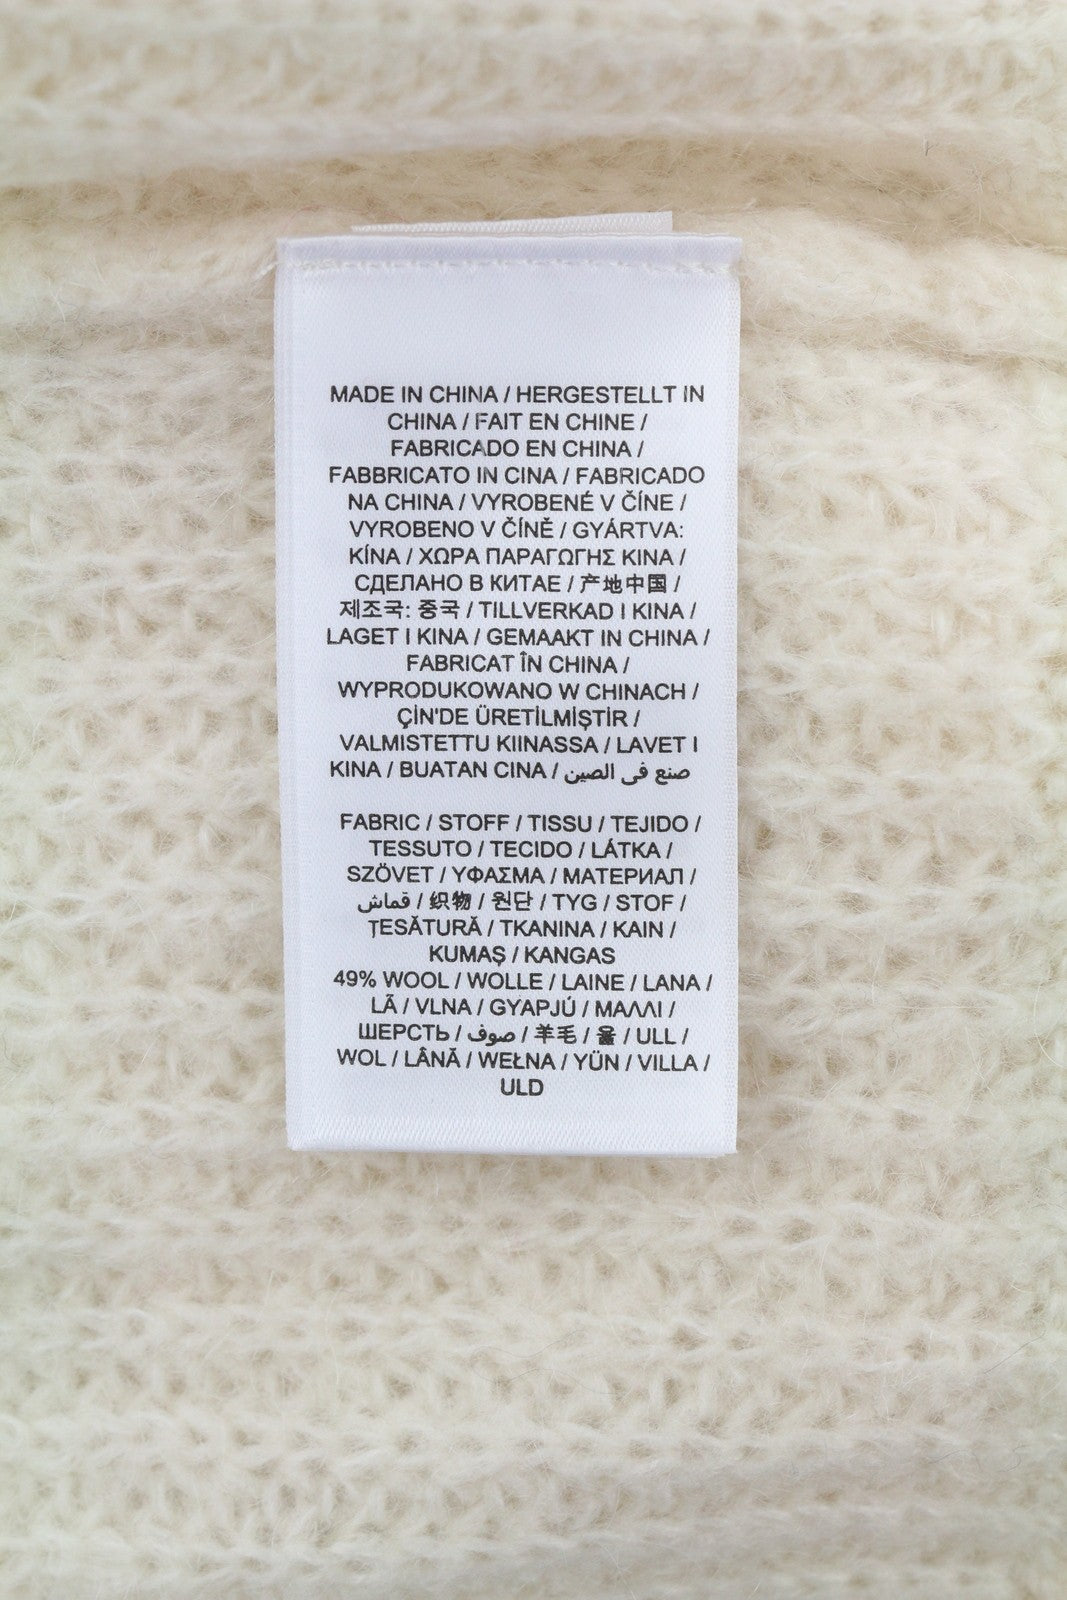 MADE IN CHINA / HERGESTELLT IN
CHINA / FAIT EN CHINE /
FABRICADO EN CHINA /
FABBRICATO IN CINA / FABRICADO
NA CHINA / VYROBENÉ V ČÍNE /
VYROBENO V ČÍNĚ / GYÁRTVA:
KÍNA / ΧΩΡΑ ΠΑΡΑΓΩΓΗΣ ΚΙΝΑ /
СДЕЛАНО В КИТАЕ / 产地中国 /
제조국: 중국 / TILLVERKAD I KINA /
LAGET I KINA / GEMAAKT IN CHINA /
FABRICAT ÎN CHINA /
WYPRODUKOWANO W CHINACH /
ÇİN'DE ÜRETİLMİŞTİR /
VALMISTETTU KIINASSA / LAVET I
KINA / BUATAN CINA / صنع في الصين
FABRIC / STOFF / TISSU / TEJIDO /
TESSUTO / TECIDO / LÁTKA /
SZÖVET / ΥΦΑΣΜΑ / МАТЕРИАЛ /
قماش / 织物 / 원단 / TYG / STOF /
ȚESĂTURĂ / TKANINA / KAIN /
KUMAŞ / KANGAS
49% WOOL / WOLLE / LAINE / LANA /
LÃ / VLNA / GYAPJÚ / ΜΑΛΛΙ /
ШЕРСТЬ / صوف / 羊毛 / 울 / ULL /
WOL / LÂNĂ / WEŁNA / YÜN / VILLA /
ULD